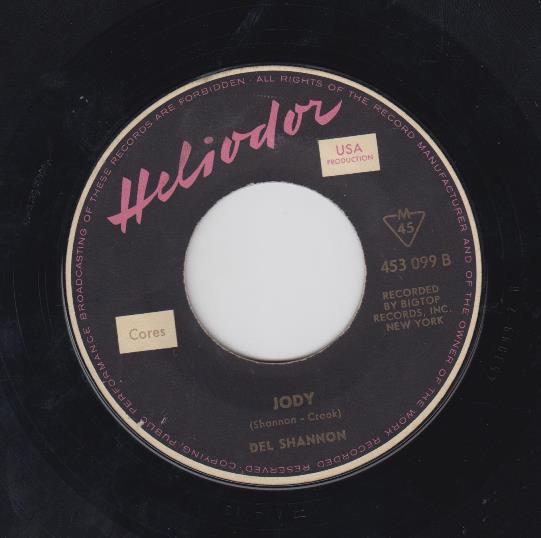 ALL RIGHTS OF THE RECORD MANUFACTURER AND OF THE OWNER OF THE WORK RECORDED RESERVED. COPYING, PUBLIC PERFORMANCE BROADCASTING OF THESE RECORDS ARE FORBIDDEN ·
Heliodor
USA
PRODUCTION
M
45
453 099 B
RECORDED
BY BIGTOP
RECORDS, INC.
NEW YORK
Cores
JODY
(Shannon - Crook)
DEL SHANNON